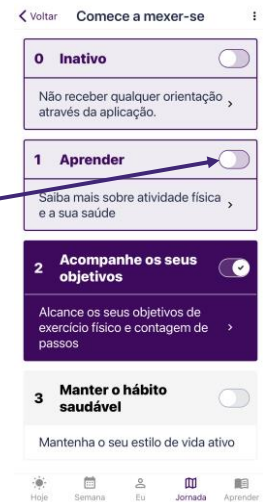 Voltar Comece a mexer-se
0 Inativo
Não receber qualquer orientação
através da aplicação.
1 Aprender
Saiba mais sobre atividade física
e a sua saúde
2 Acompanhe os seus
objetivos
Alcance os seus objetivos de
exercício físico e contagem de
passos
3 Manter o hábito
saudável
Mantenha o seu estilo de vida ativo
Hoje Semana Eu Jornada Aprender